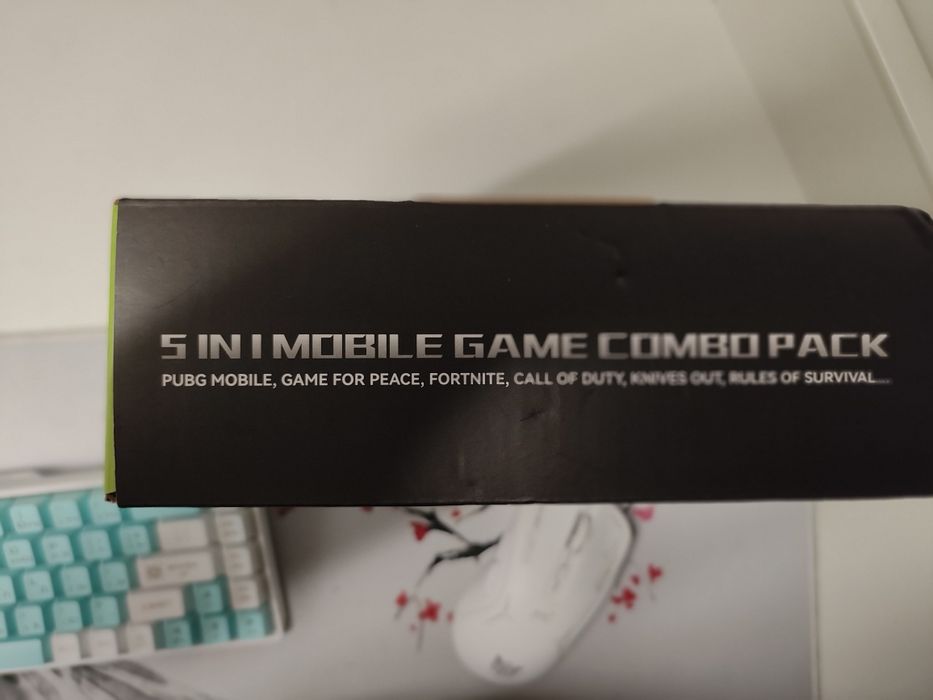 5 IN 1 MOBILE GAME COMBO PACK
PUBG MOBILE, GAME FOR PEACE, FORTNITE, CALL OF DUTY, KNIVES OUT, RULES OF SURVIVAL....